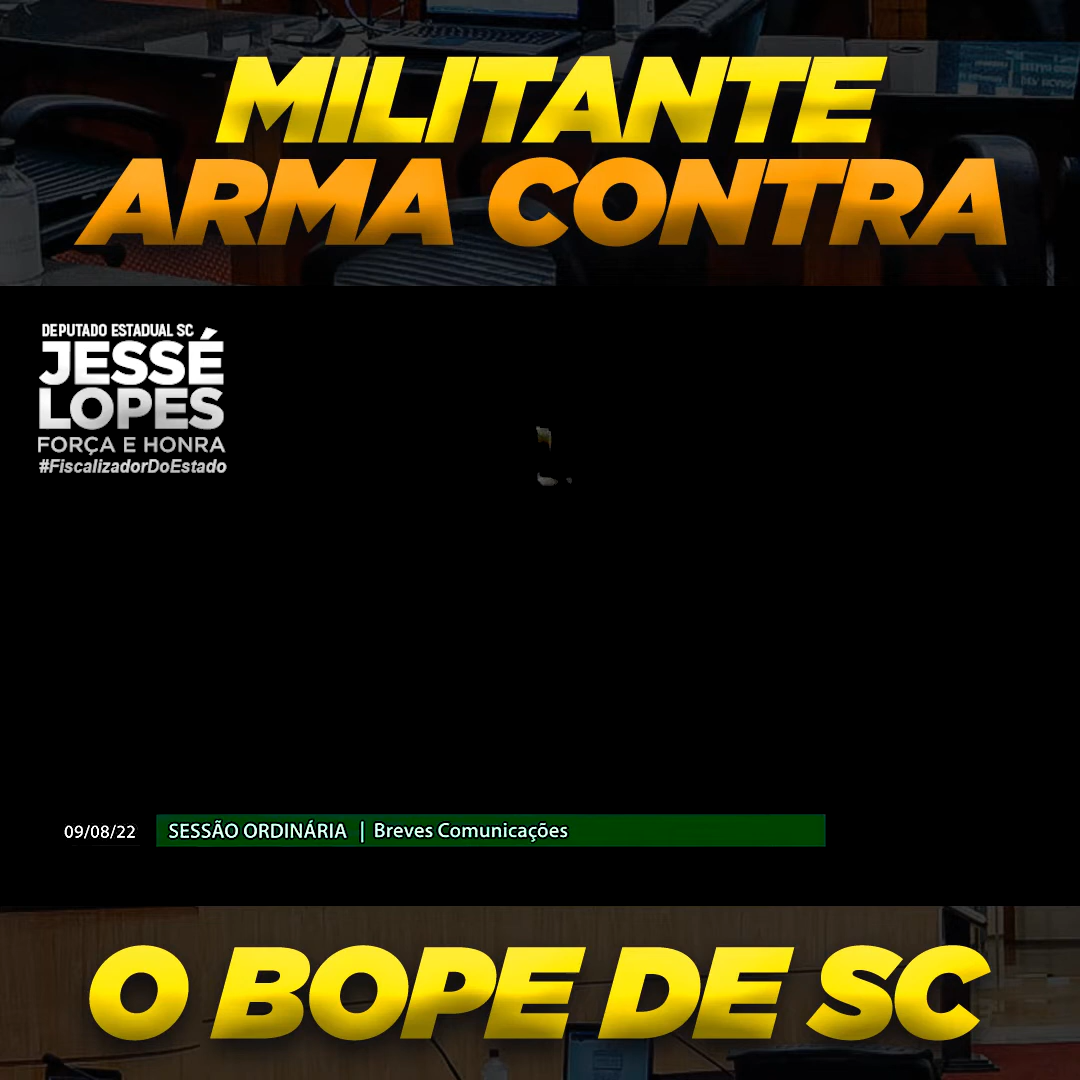 MILITANTE
ARMA CONTRA
DEPUTADO ESTADUAL SC
JESSÉ
LOPES
FORÇA E HONRA
#FiscalizadorDoEstado
09/08/22 SESSÃO ORDINÁRIA | Breves Comunicações
O BOPE DE SC